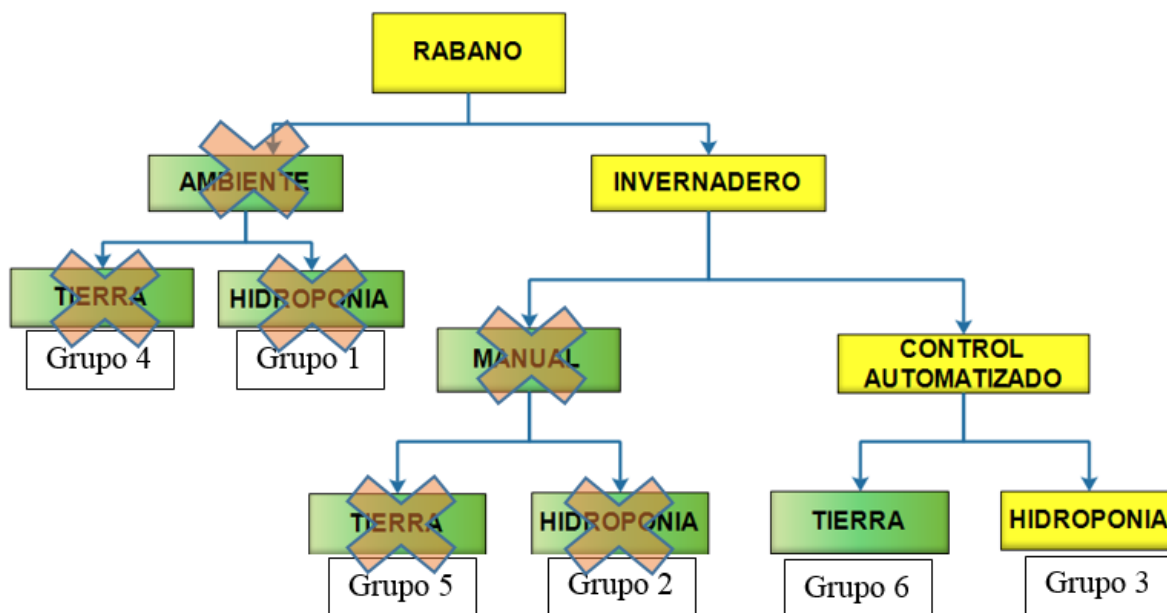 RABANO
AMBIENTE
INVERNADERO
TIERRA
HIDROPONIA
Grupo 4
Grupo 1
MANUAL
CONTROL
AUTOMATIZADO
TIERRA
HIDROPONIA
TIERRA
HIDROPONIA
Grupo 5
Grupo 2
Grupo 6
Grupo 3